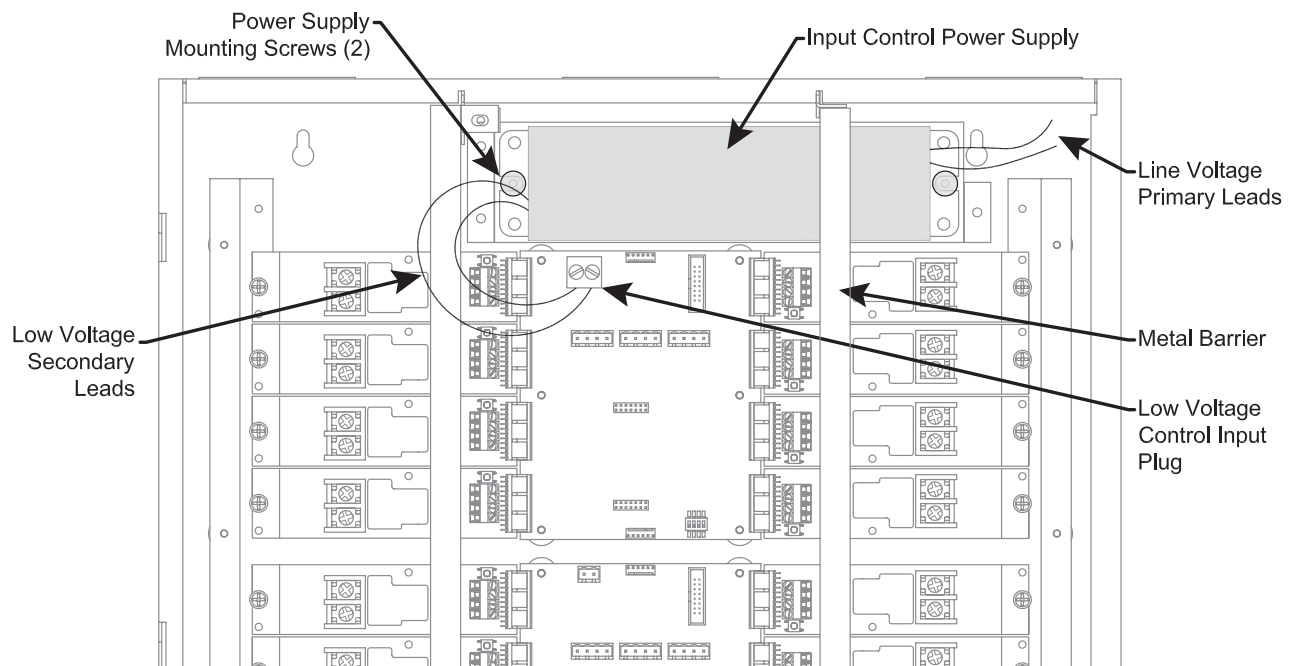 Power Supply
Mounting Screws (2)
Input Control Power Supply
Line Voltage
Primary Leads
Low Voltage
Secondary
Leads
Metal Barrier
Low Voltage
Control Input
Plug